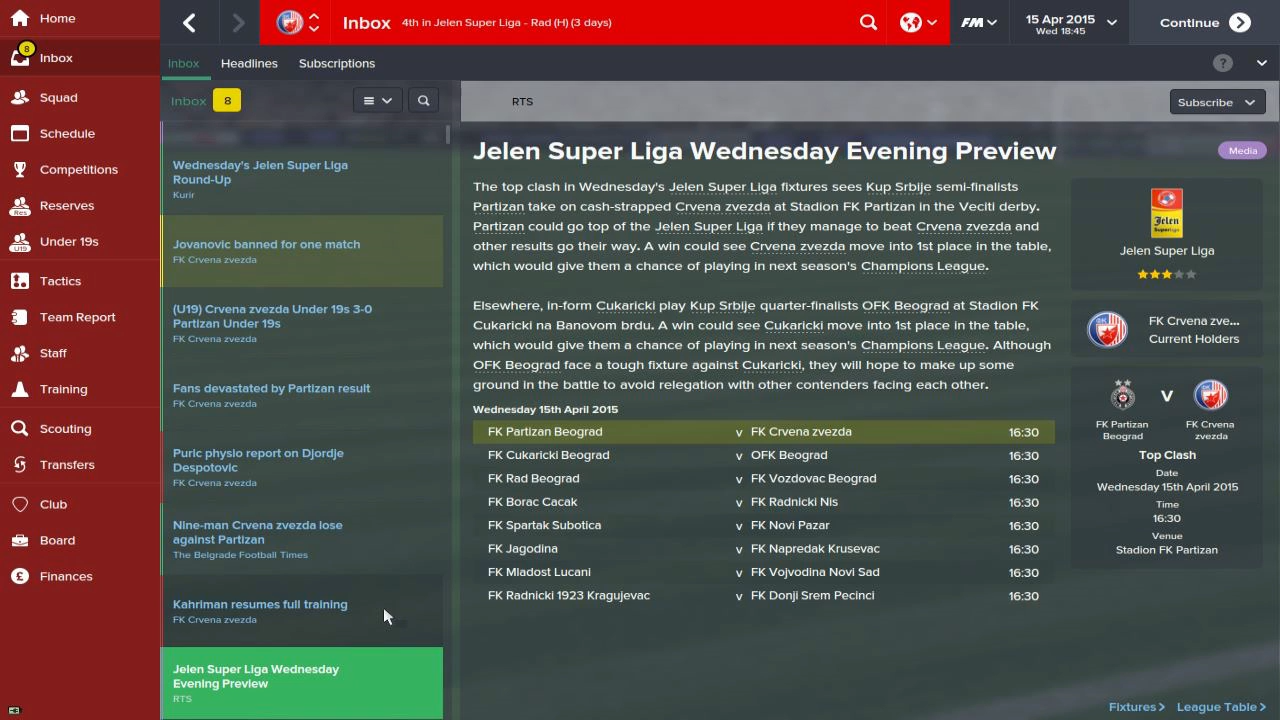 Home
8
Inbox
Squad
Schedule
Competitions
Res
Reserves
U19
Under 19s
Tactics
Team Report
Staff
Training
Scouting
Transfers
Club
Board
£
Finances
Inbox 4th in Jelen Super Liga - Rad (H) (3 days)
FM
15 Apr 2015
Wed 18:45
Continue
Inbox Headlines Subscriptions
?
Inbox 8
Wednesday's Jelen Super Liga
Round-Up
Kurir
Jovanovic banned for one match
FK Crvena zvezda
(U19) Crvena zvezda Under 19s 3-0
Partizan Under 19s
FK Crvena zvezda
Fans devastated by Partizan result
FK Crvena zvezda
Puric physio report on Djordje
Despotovic
FK Crvena zvezda
Nine-man Crvena zvezda lose
against Partizan
The Belgrade Football Times
Kahriman resumes full training
FK Crvena zvezda
Jelen Super Liga Wednesday
Evening Preview
RTS
RTS
Subscribe
Jelen Super Liga Wednesday Evening Preview
Media
The top clash in Wednesday's Jelen Super Liga fixtures sees Kup Srbije semi-finalists
Partizan take on cash-strapped Crvena zvezda at Stadion FK Partizan in the Veciti derby.
Partizan could go top of the Jelen Super Liga if they manage to beat Crvena zvezda and
other results go their way. A win could see Crvena zvezda move into 1st place in the table,
which would give them a chance of playing in next season's Champions League.
Elsewhere, in-form Cukaricki play Kup Srbije quarter-finalists OFK Beograd at Stadion FK
Cukaricki na Banovom brdu. A win could see Cukaricki move into 1st place in the table,
which would give them a chance of playing in next season's Champions League. Although
OFK Beograd face a tough fixture against Cukaricki, they will hope to make up some
ground in the battle to avoid relegation with other contenders facing each other.
Wednesday 15th April 2015
FK Partizan Beograd v FK Crvena zvezda 16:30
FK Cukaricki Beograd v OFK Beograd 16:30
FK Rad Beograd v FK Vozdovac Beograd 16:30
FK Borac Cacak v FK Radnicki Nis 16:30
FK Spartak Subotica v FK Novi Pazar 16:30
FK Jagodina v FK Napredak Krusevac 16:30
FK Mladost Lucani v FK Vojvodina Novi Sad 16:30
FK Radnicki 1923 Kragujevac v FK Donji Srem Pecinci 16:30
Jelen
Superliga
Jelen Super Liga
FK Crvena zve...
Current Holders
V
FK Partizan
Beograd
FK Crvena
zvezda
Top Clash
Date
Wednesday 15th April 2015
Time
16:30
Venue
Stadion FK Partizan
Fixtures > League Table >